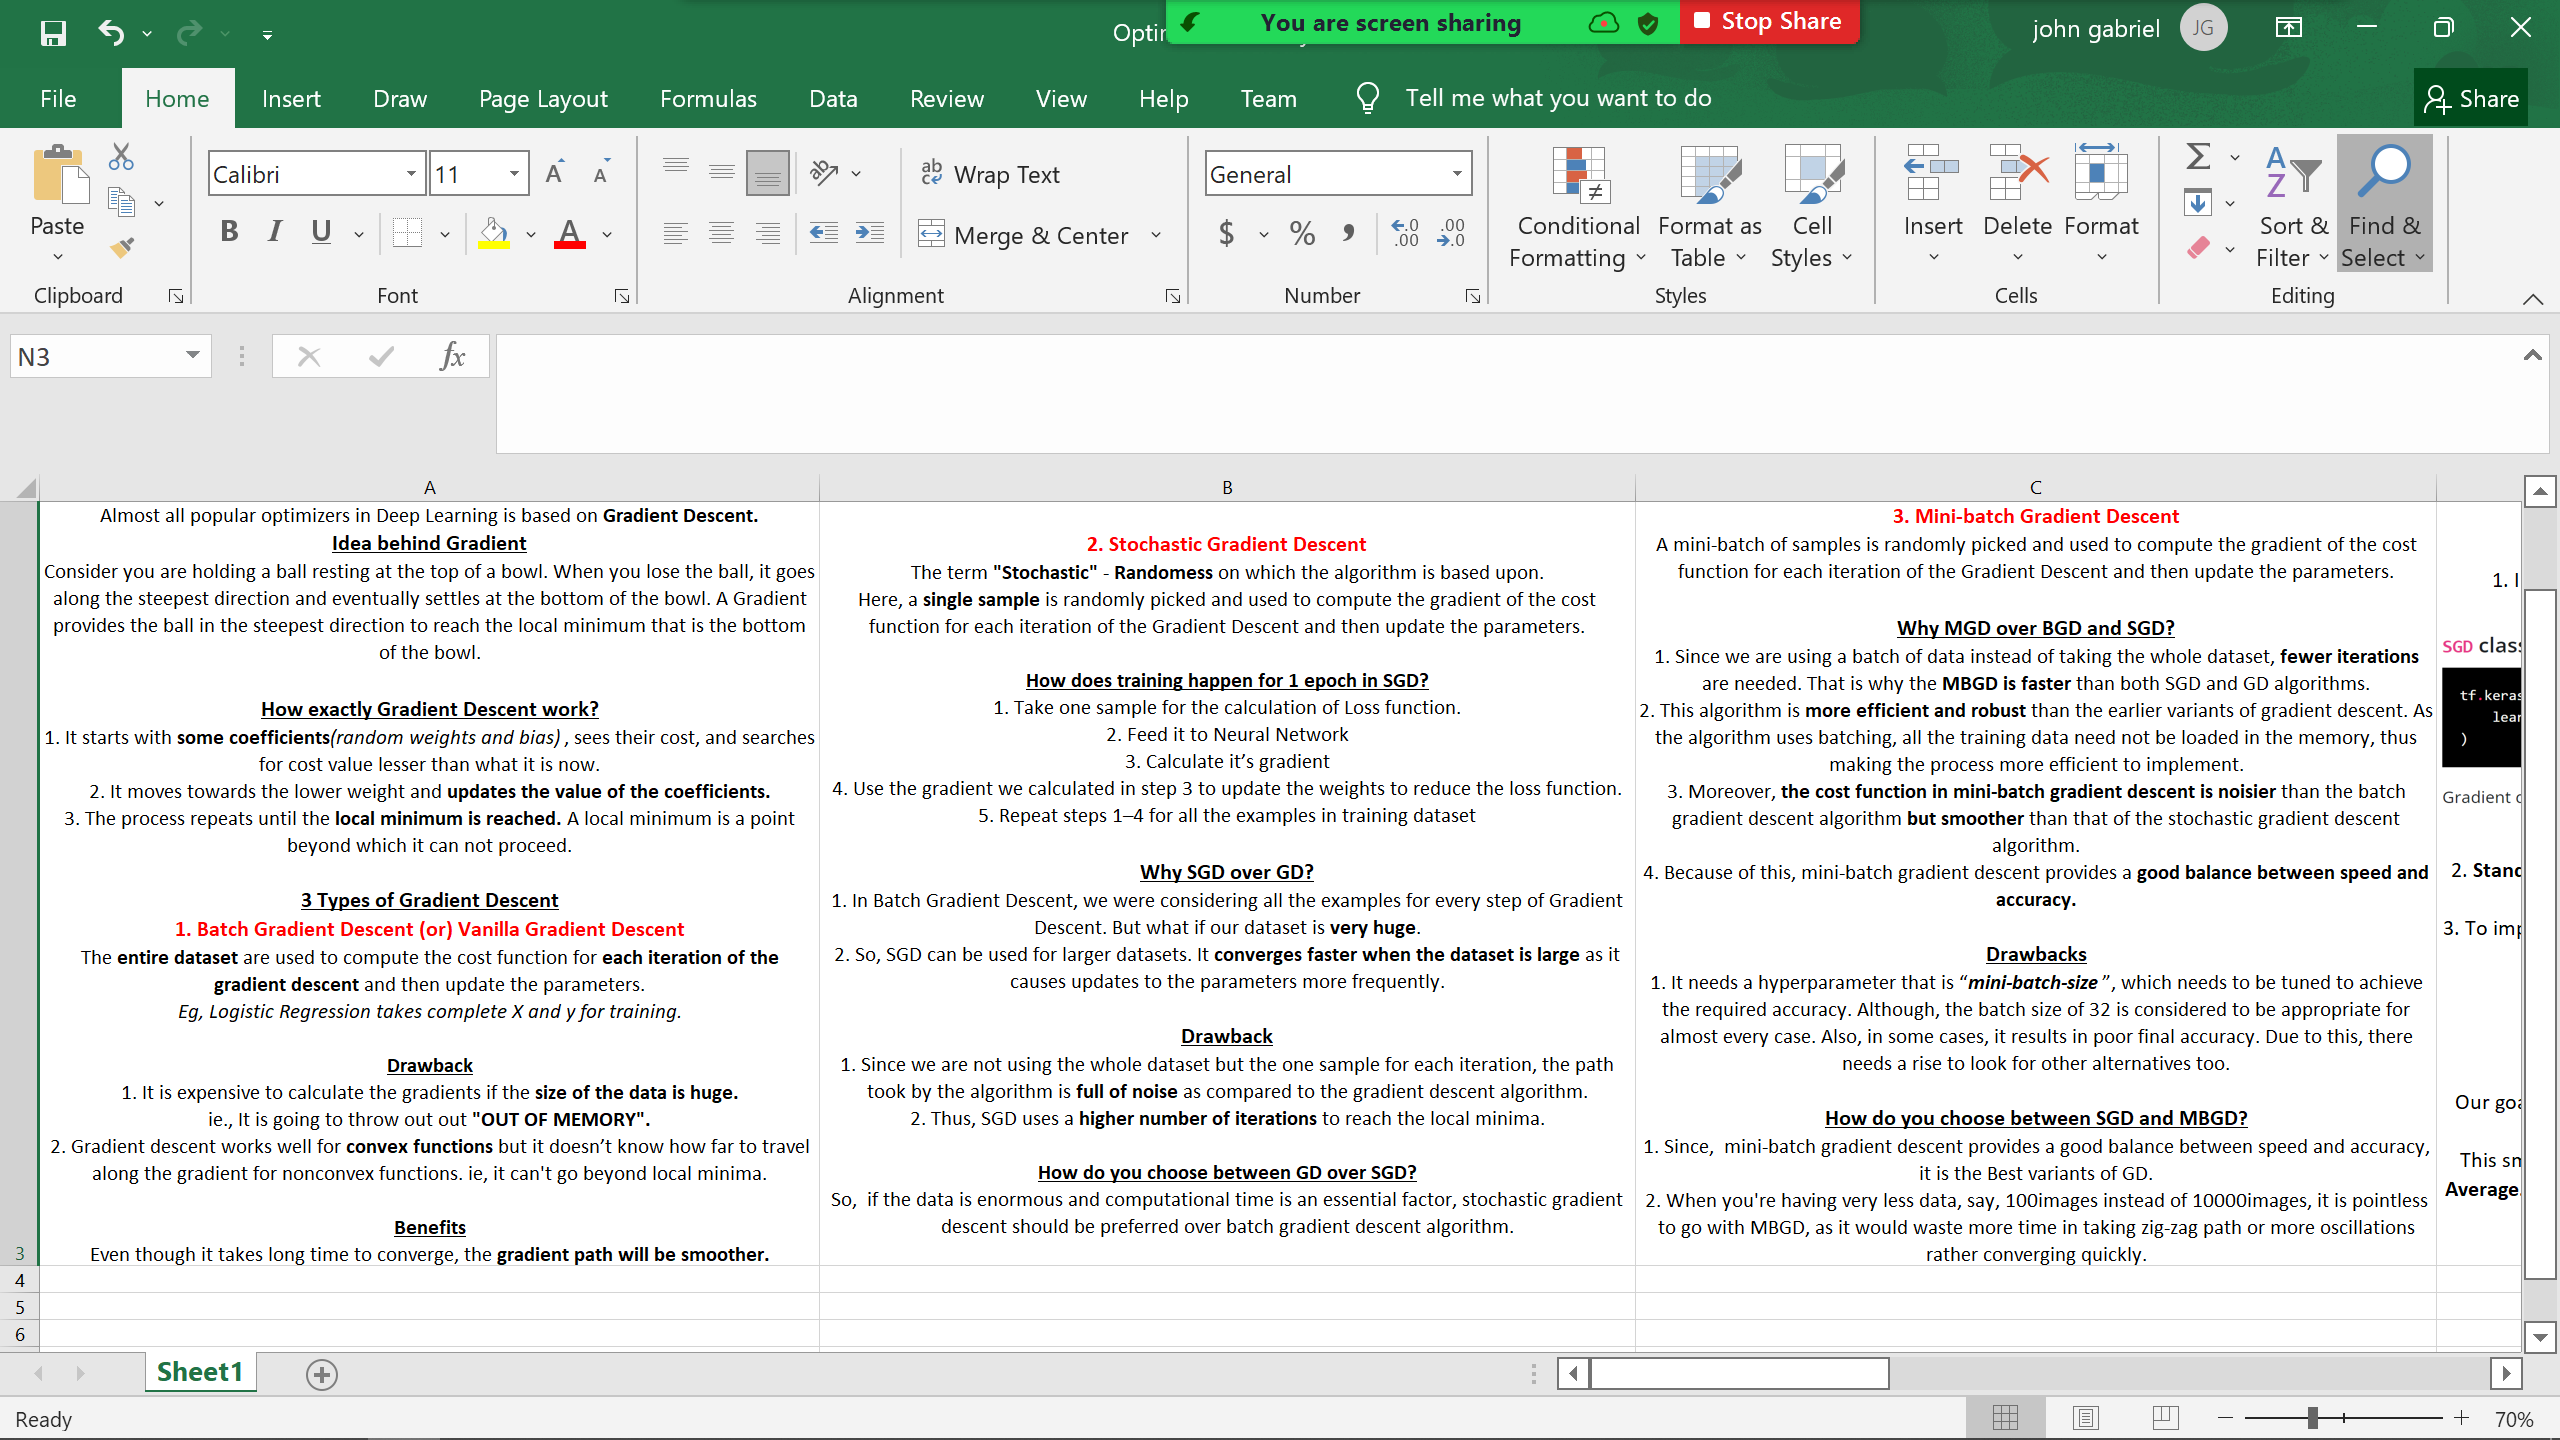 You are screen sharing
Stop Share
john gabriel
JG
File
Home
Insert
Draw
Page Layout
Formulas
Data
Review
View
Help
Team
Tell me what you want to do
Share
Paste
Clipboard
Calibri
11
Font
Wrap Text
Merge & Center
Alignment
General
Number
Conditional Formatting
Format as Table
Cell Styles
Styles
Insert
Delete
Format
Cells
Sort & Filter
Find & Select
Editing
N3
fx
A
B
C
Almost all popular optimizers in Deep Learning is based on Gradient Descent.
Idea behind Gradient
Consider you are holding a ball resting at the top of a bowl. When you lose the ball, it goes
along the steepest direction and eventually settles at the bottom of the bowl. A Gradient
provides the ball in the steepest direction to reach the local minimum that is the bottom
of the bowl.
How exactly Gradient Descent work?
1. It starts with some coefficients(random weights and bias) , sees their cost, and searches
for cost value lesser than what it is now.
2. It moves towards the lower weight and updates the value of the coefficients.
3. The process repeats until the local minimum is reached. A local minimum is a point
beyond which it can not proceed.
3 Types of Gradient Descent
1. Batch Gradient Descent (or) Vanilla Gradient Descent
The entire dataset are used to compute the cost function for each iteration of the
gradient descent and then update the parameters.
Eg, Logistic Regression takes complete X and y for training.
Drawback
1. It is expensive to calculate the gradients if the size of the data is huge.
ie., It is going to throw out out "OUT OF MEMORY".
2. Gradient descent works well for convex functions but it doesn't know how far to travel
along the gradient for nonconvex functions. ie, it can't go beyond local minima.
Benefits
Even though it takes long time to converge, the gradient path will be smoother.
2. Stochastic Gradient Descent
The term "Stochastic" - Randomess on which the algorithm is based upon.
Here, a single sample is randomly picked and used to compute the gradient of the cost
function for each iteration of the Gradient Descent and then update the parameters.
How does training happen for 1 epoch in SGD?
1. Take one sample for the calculation of Loss function.
2. Feed it to Neural Network
3. Calculate it's gradient
4. Use the gradient we calculated in step 3 to update the weights to reduce the loss function.
5. Repeat steps 1–4 for all the examples in training dataset
Why SGD over GD?
1. In Batch Gradient Descent, we were considering all the examples for every step of Gradient
Descent. But what if our dataset is very huge.
2. So, SGD can be used for larger datasets. It converges faster when the dataset is large as it
causes updates to the parameters more frequently.
Drawback
1. Since we are not using the whole dataset but the one sample for each iteration, the path
took by the algorithm is full of noise as compared to the gradient descent algorithm.
2. Thus, SGD uses a higher number of iterations to reach the local minima.
How do you choose between GD over SGD?
So, if the data is enormous and computational time is an essential factor, stochastic gradient
descent should be preferred over batch gradient descent algorithm.
3. Mini-batch Gradient Descent
A mini-batch of samples is randomly picked and used to compute the gradient of the cost
function for each iteration of the Gradient Descent and then update the parameters.
Why MGD over BGD and SGD?
1. Since we are using a batch of data instead of taking the whole dataset, fewer iterations
are needed. That is why the MBGD is faster than both SGD and GD algorithms.
2. This algorithm is more efficient and robust than the earlier variants of gradient descent. As
the algorithm uses batching, all the training data need not be loaded in the memory, thus
making the process more efficient to implement.
3. Moreover, the cost function in mini-batch gradient descent is noisier than the batch
gradient descent algorithm but smoother than that of the stochastic gradient descent
algorithm.
4. Because of this, mini-batch gradient descent provides a good balance between speed and
accuracy.
Drawbacks
1. It needs a hyperparameter that is “mini-batch-size”, which needs to be tuned to achieve
the required accuracy. Although, the batch size of 32 is considered to be appropriate for
almost every case. Also, in some cases, it results in poor final accuracy. Due to this, there
needs a rise to look for other alternatives too.
How do you choose between SGD and MBGD?
1. Since, mini-batch gradient descent provides a good balance between speed and accuracy,
it is the Best variants of GD.
2. When you're having very less data, say, 100images instead of 10000images, it is pointless
to go with MBGD, as it would waste more time in taking zig-zag path or more oscillations
rather converging quickly.
1.
SGD
tf.
)
Gradient
2.
3. To
Our
This
Average.
3
4
5
6
Sheet1
Ready
70%